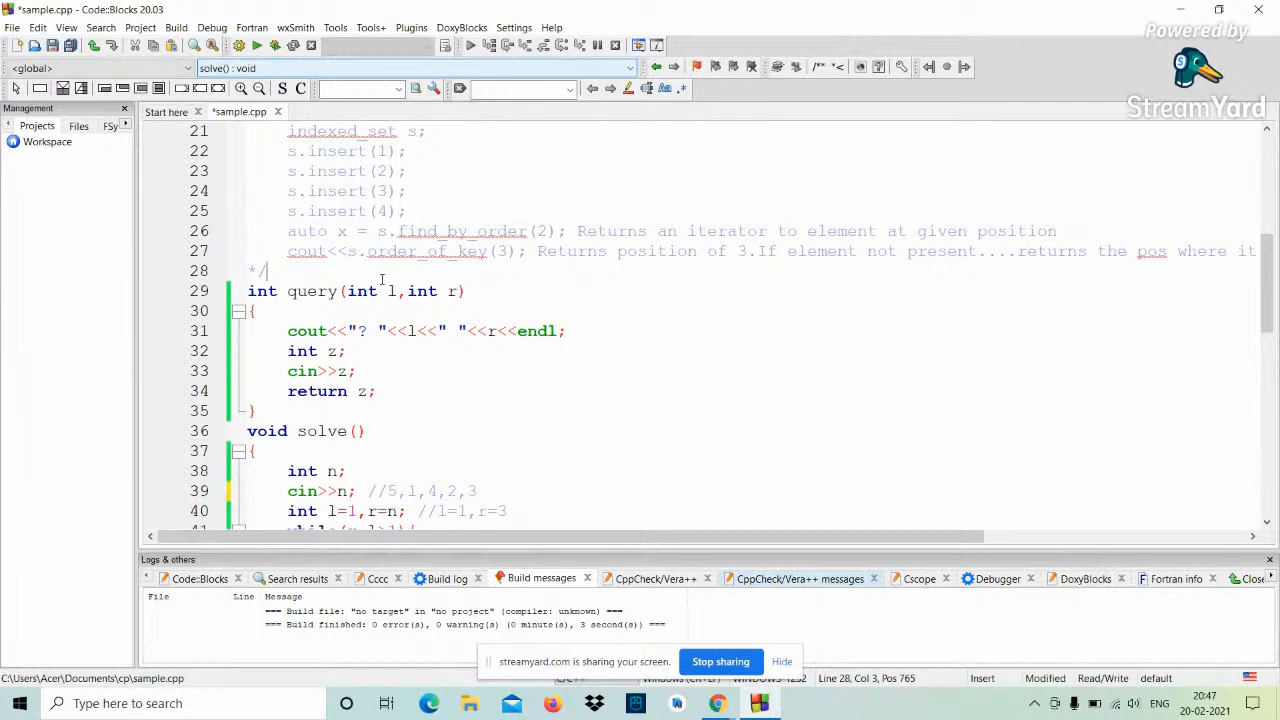 *sample.cpp - Code::Blocks 20.03
File Edit View Search Project Build Debug Fortran wxSmith Tools Tools+ Plugins DoxyBlocks Settings Help
Powered by
StreamYard
<global>
solve() : void
S C
Aa .*
/** *<
Management
Projects Files FSy
Workspace
Start here
*sample.cpp
21 indexed_set s;
22 s.insert(1);
23 s.insert(2);
24 s.insert(3);
25 s.insert(4);
26 auto x = s.find_by_order(2); Returns an iterator to element at given position
27 cout<<s.order_of_key(3); Returns position of 3.If element not present....returns the pos where it
28 */
29 int query(int l,int r)
30 {
31 cout<<"? "<<l<<" "<<r<<endl;
32 int z;
33 cin>>z;
34 return z;
35 }
36 void solve()
37 {
38 int n;
39 cin>>n; //5,1,4,2,3
40 int l=1,r=n; //l=1,r=3
Logs & others
Code::Blocks Search results Cccc Build log Build messages CppCheck/Vera++ CppCheck/Vera++ messages Cscope Debugger DoxyBlocks Fortran info Close
File Line Message
=== Build file: "no target" in "no project" (compiler: unknown) ===
=== Build finished: 0 error(s), 0 warning(s) (0 minute(s), 3 second(s)) ===
streamyard.com is sharing your screen. Stop sharing Hide
C:\Users\Acer\Documents\cp\sample.cpp
Line 28, Col 3, Pos 765 Insert Modified Read/Write default
Type here to search
ENG
20:47
20-02-2021